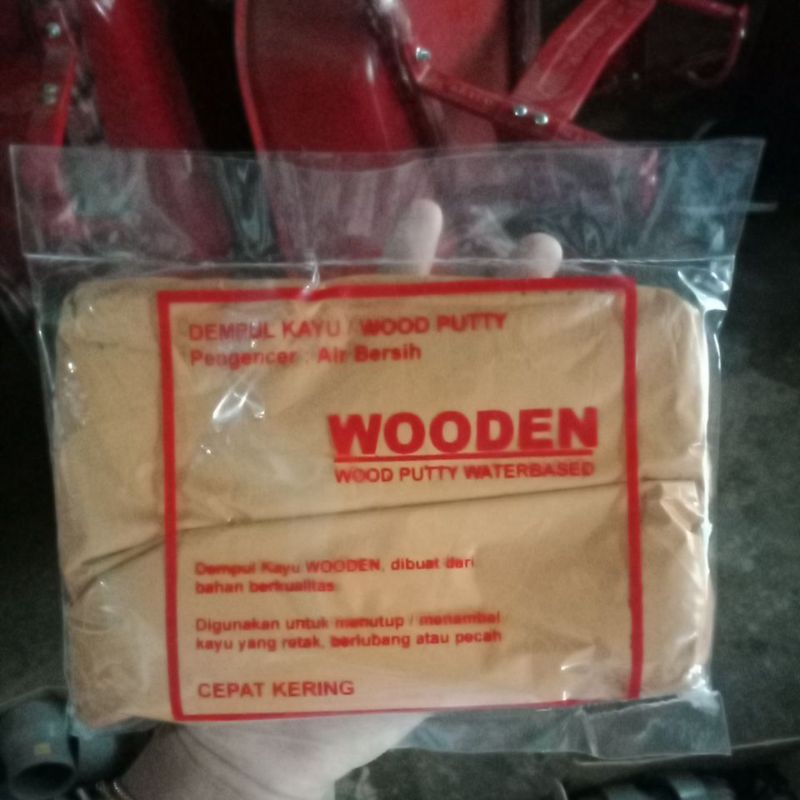 DEMPUL KAYU / WOOD PUTTY
Pengencer : Air Bersih
WOODEN
WOOD PUTTY WATERBASED
Dempul Kayu WOODEN, dibuat dari
bahan berkualitas
Digunakan untuk menutup / menambal
kayu yang retak, berlubang atau pecah
CEPAT KERING